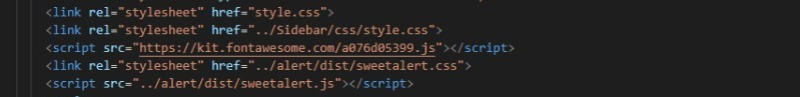 <link rel="stylesheet" href="style.css">
<link rel="stylesheet" href="../Sidebar/css/style.css">
<script src="https://kit.fontawesome.com/a076d05399.js"></script>
<link rel="stylesheet" href="../alert/dist/sweetalert.css">
<script src="../alert/dist/sweetalert.js"></script>